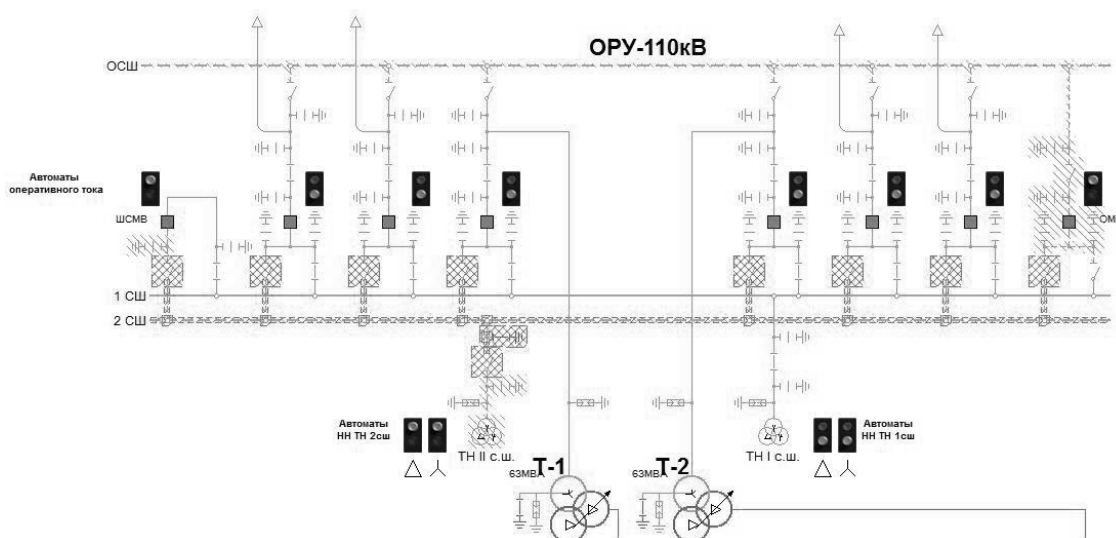 ОРУ-110кВ
ОСШ
Автоматы
оперативного тока
ШСМВ
ОМ
1 СШ
2 СШ
Автоматы
НН ТН 2сш
ТН II с.ш.
ТН I с.ш.
Автоматы
НН ТН 1сш
63МВА
Т-1
63МВА
Т-2